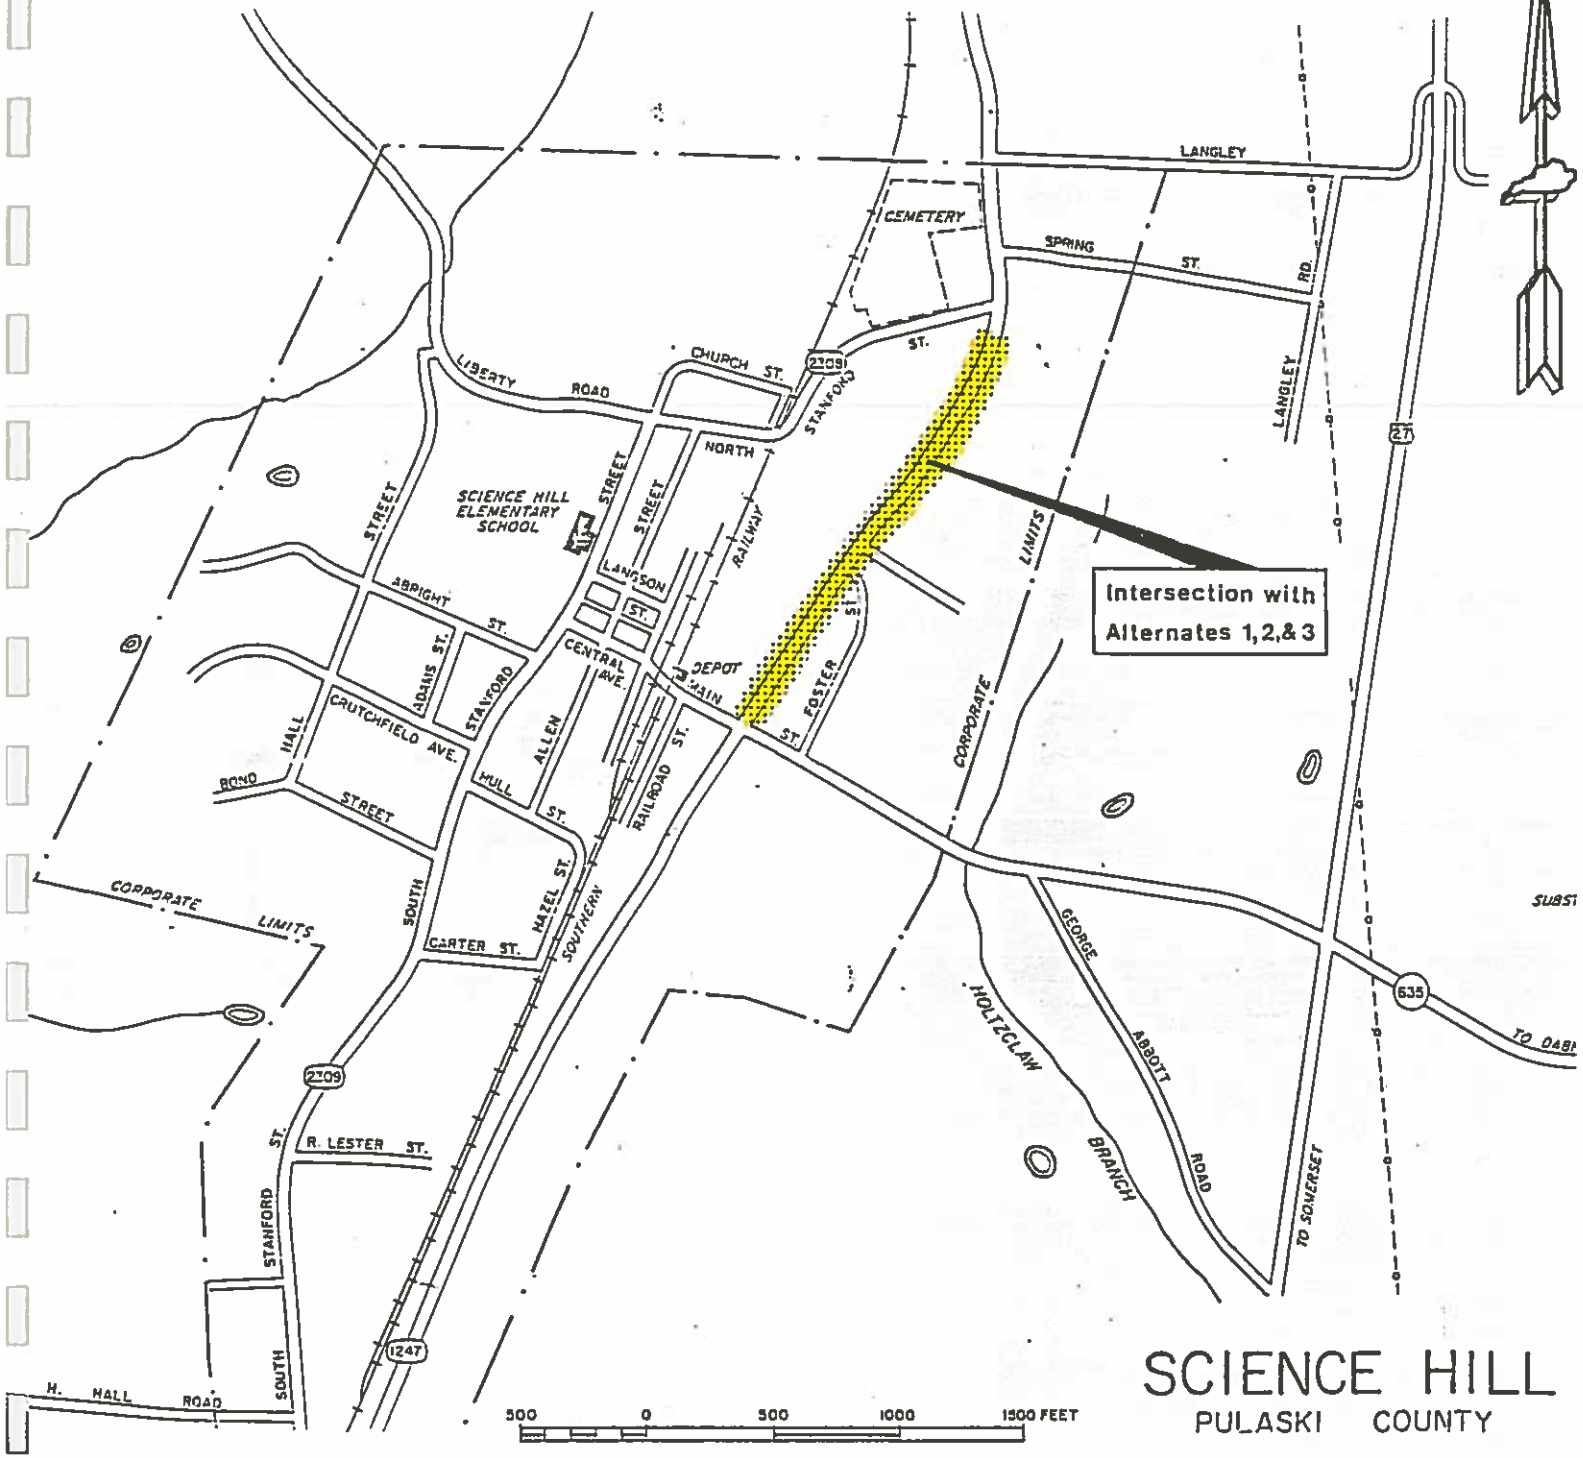 LANGLEY
CEMETERY
SPRING ST.
RD.
LANGLEY
ST.
2309
STANFORD
CHURCH ST.
LIBERTY ROAD
NORTH
27
STREET
STREET
STREET
SCIENCE HILL
ELEMENTARY
SCHOOL
RAILWAY
LIMITS
Intersection with
Alternates 1,2,& 3
LANGSON
ST.
ABRIGHT ST.
ADAMS ST.
CENTRAL
AVE.
DEPOT
MAIN
ST.
ST.
FOSTER
STANFORD
CRUTCHFIELD AVE.
HALL
ALLEN
CORPORATE
BOND
STREET
HULL ST.
RAILROAD ST.
CORPORATE LIMITS
SOUTH
HAZEL ST.
SOUTHERN
CARTER ST.
GEORGE
ABBOTT
ROAD
SUBST
635
TO DABN
HOLTZCLAW
BRANCH
TO SOMERSET
2309
ST.
R. LESTER ST.
STANFORD
SOUTH
1247
H. HALL ROAD
500 0 500 1000 1500 FEET
SCIENCE HILL
PULASKI COUNTY